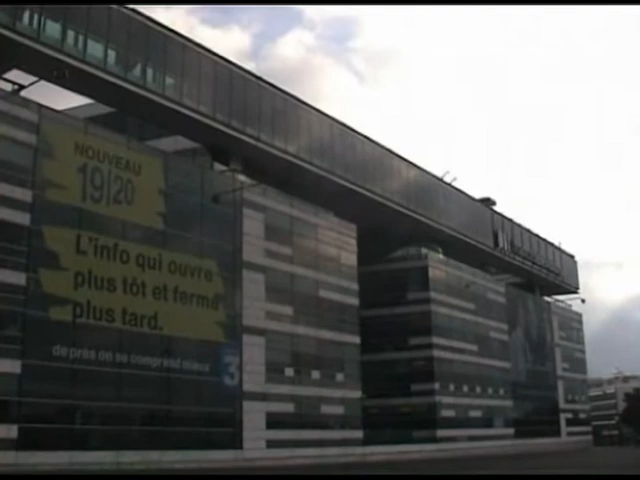 NOUVEAU
19|20
L'info qui ouvre
plus tôt et ferme
plus tard.
de près on se comprend mieux
3